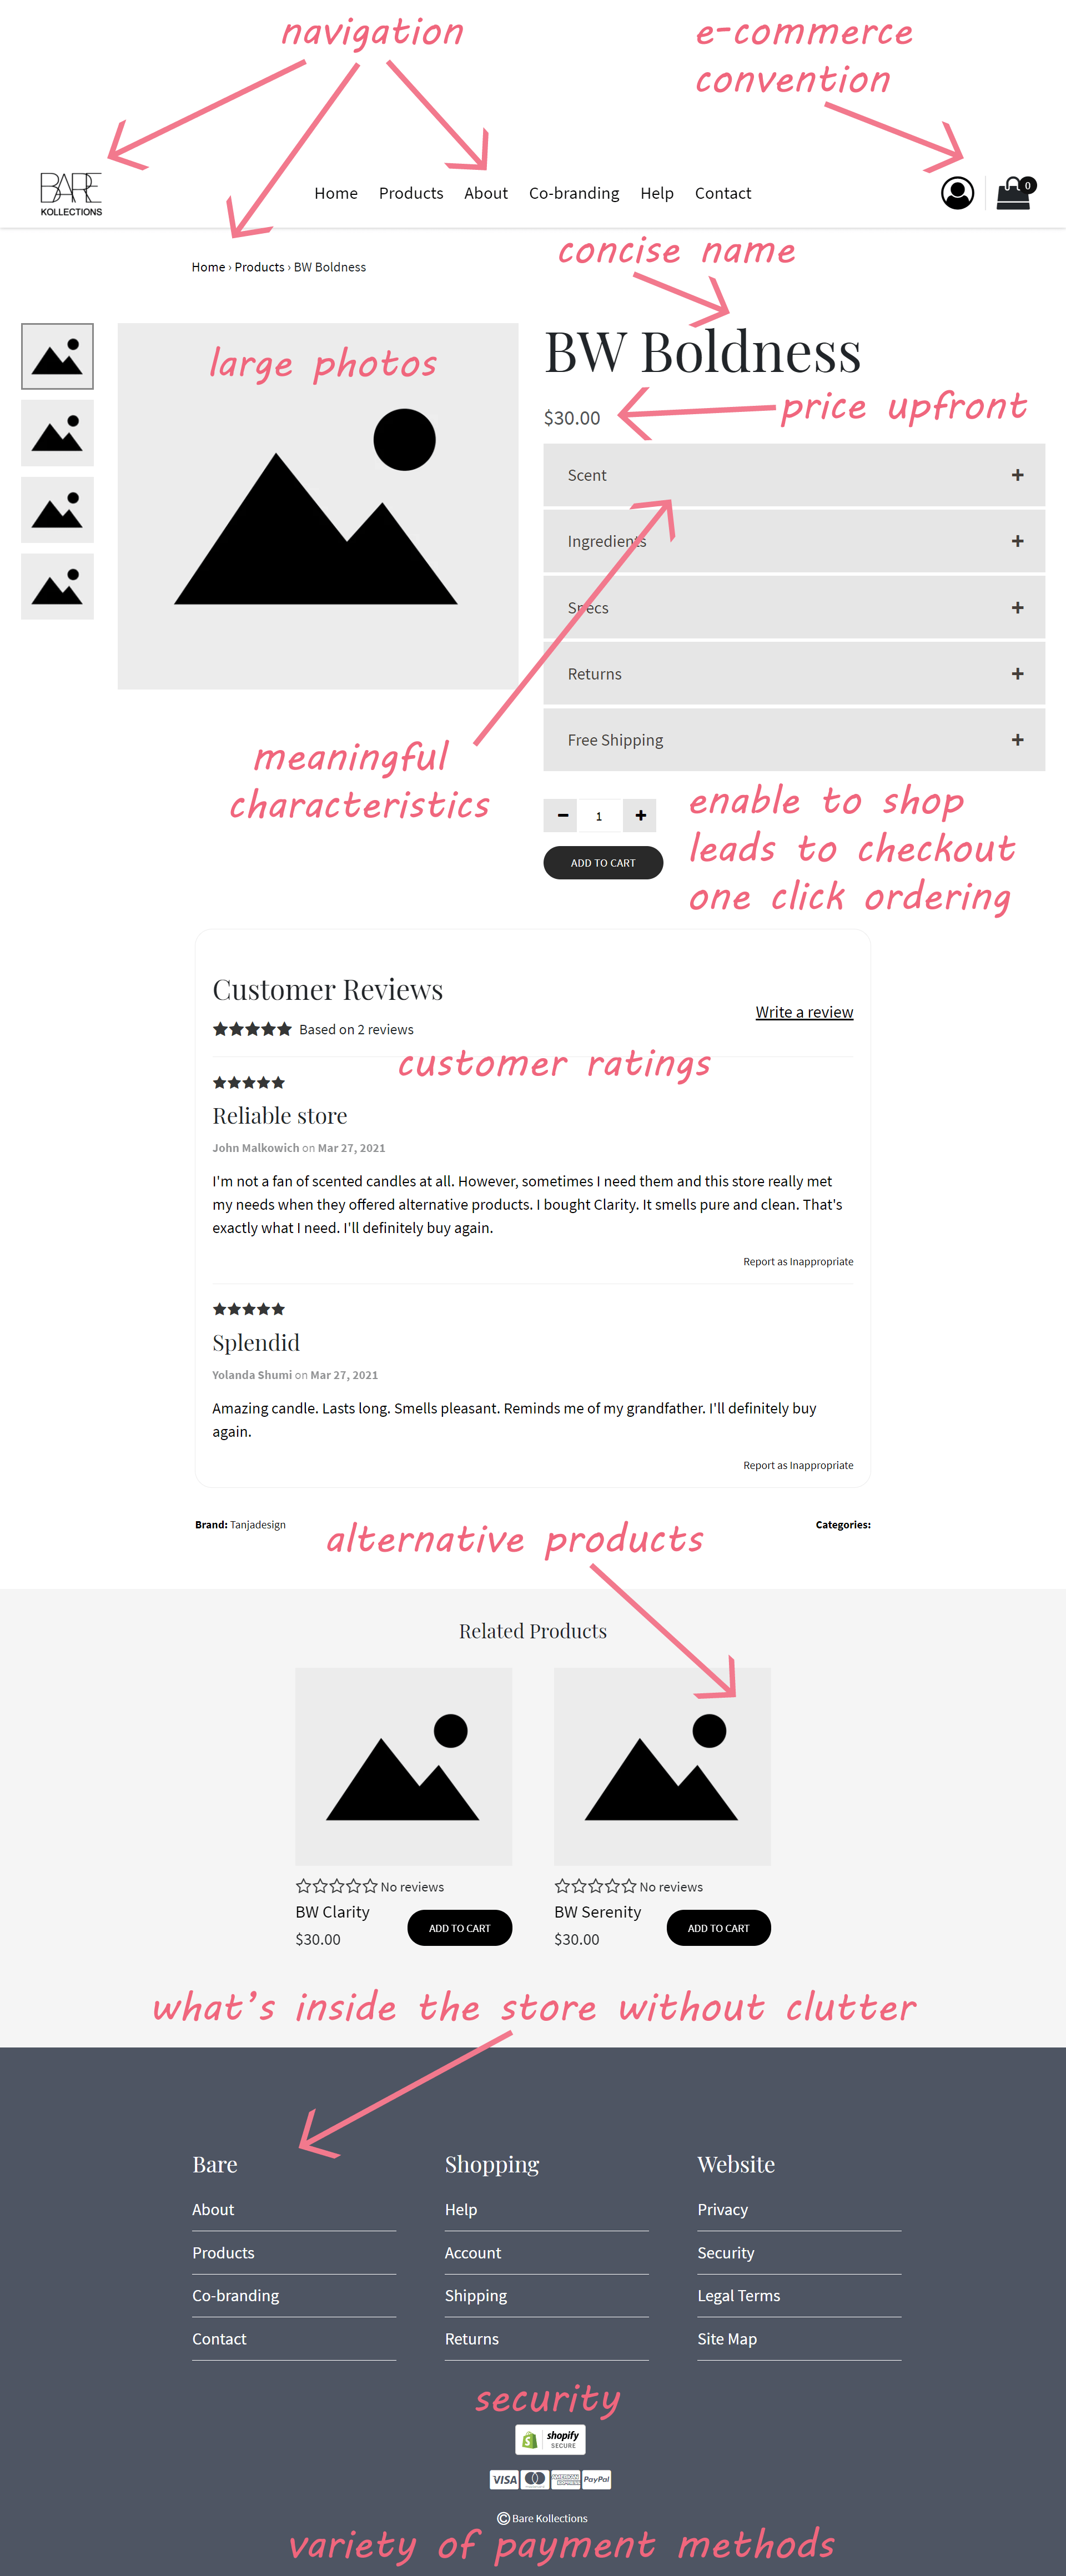 navigation
e-commerce
convention
BARE
KOLLECTIONS
Home Products About Co-branding Help Contact
0
Home › Products › BW Boldness
concise name
large photos
BW Boldness
$30.00
price upfront
Scent +
Ingredients +
Specs +
Returns +
Free Shipping +
meaningful
characteristics
− 1 +
ADD TO CART
enable to shop
leads to checkout
one click ordering
Customer Reviews
Write a review
★★★★★ Based on 2 reviews
customer ratings
★★★★★
Reliable store
John Malkowich on Mar 27, 2021
I'm not a fan of scented candles at all. However, sometimes I need them and this store really met
my needs when they offered alternative products. I bought Clarity. It smells pure and clean. That's
exactly what I need. I'll definitely buy again.
Report as Inappropriate
★★★★★
Splendid
Yolanda Shumi on Mar 27, 2021
Amazing candle. Lasts long. Smells pleasant. Reminds me of my grandfather. I'll definitely buy
again.
Report as Inappropriate
Brand: Tanjadesign
Categories:
alternative products
Related Products
☆☆☆☆☆ No reviews
BW Clarity
$30.00
ADD TO CART
☆☆☆☆☆ No reviews
BW Serenity
$30.00
ADD TO CART
what's inside the store without clutter
Bare
About
Products
Co-branding
Contact
Shopping
Help
Account
Shipping
Returns
Website
Privacy
Security
Legal Terms
Site Map
security
shopify
SECURE
VISA
AMERICAN EXPRESS
PayPal
© Bare Kollections
variety of payment methods